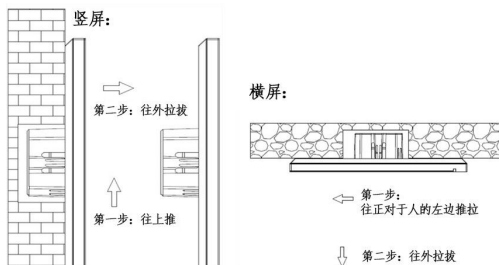 竖屏：
第二步：往外拉拔
第一步：往上推
横屏：
第一步：
往正对于人的左边推拉
第二步：往外拉拔